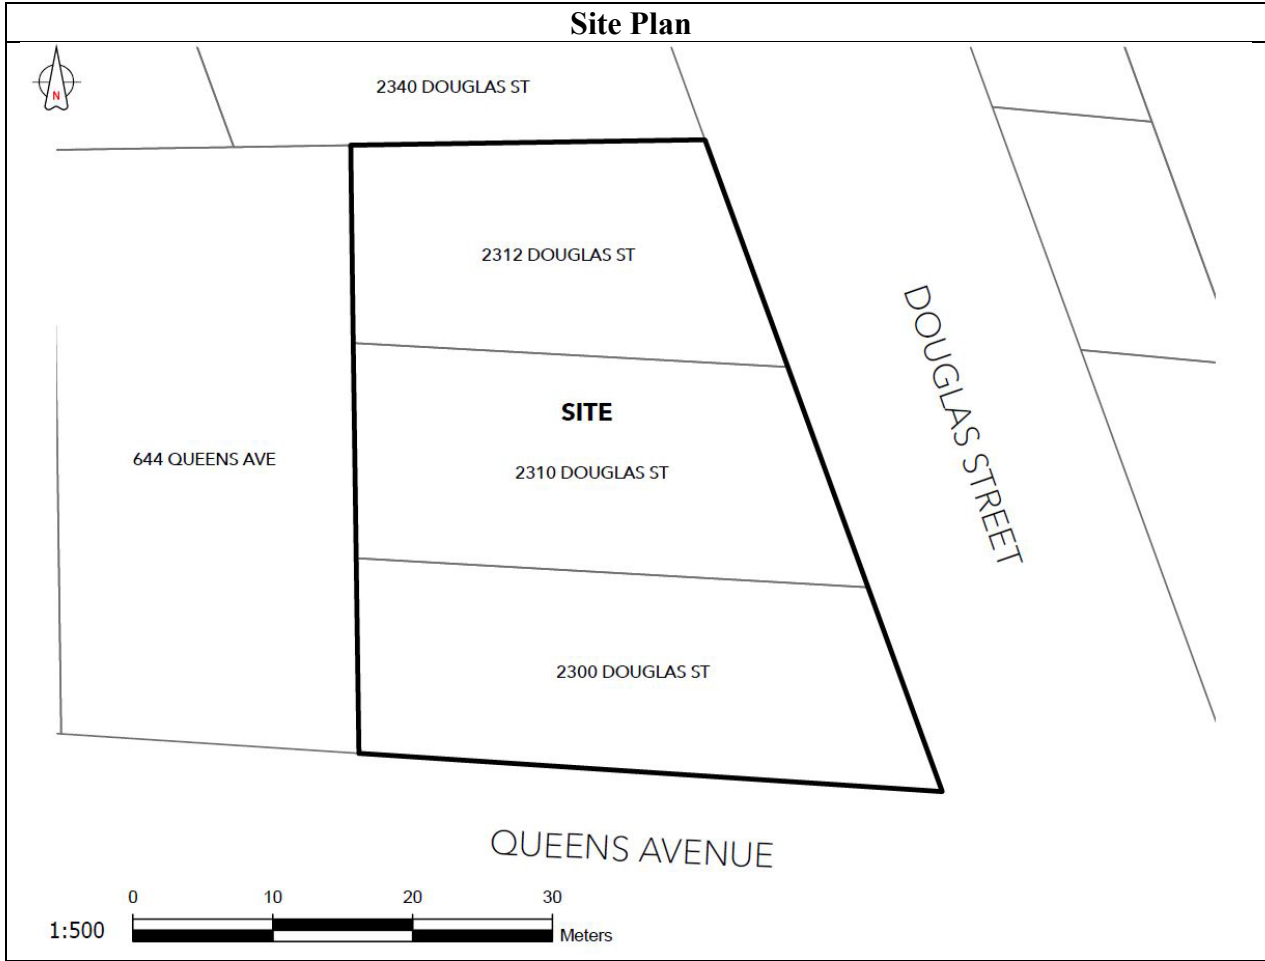 Site Plan
N
2340 DOUGLAS ST
2312 DOUGLAS ST
DOUGLAS STREET
SITE
644 QUEENS AVE
2310 DOUGLAS ST
2300 DOUGLAS ST
QUEENS AVENUE
0 10 20 30
1:500 Meters